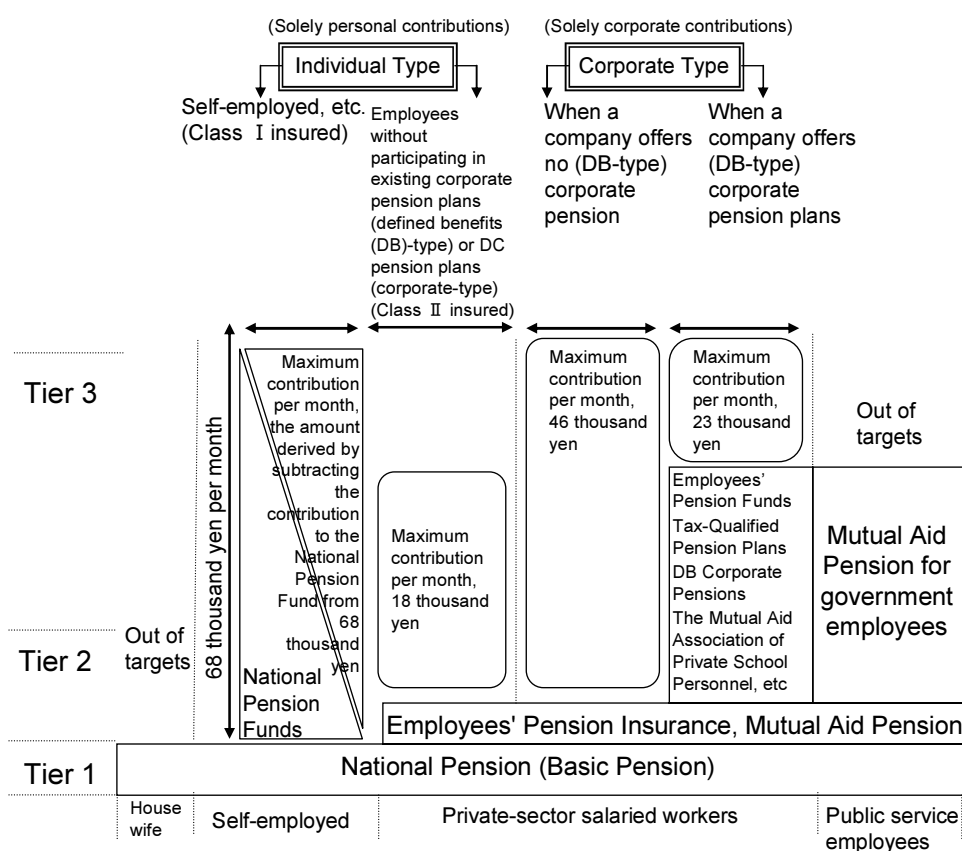 (Solely personal contributions)
(Solely corporate contributions)
Individual Type
Corporate Type
Self-employed, etc.
(Class Ⅰ insured)
Employees
without
participating in
existing corporate
pension plans
(defined benefits
(DB)-type) or DC
pension plans
(corporate-type)
(Class Ⅱ insured)
When a
company offers
no (DB-type)
corporate
pension
When a
company offers
(DB-type)
corporate
pension plans
Tier 3
Tier 2
Tier 1
68 thousand yen per month
Out of
targets
Maximum
contribution
per month,
the amount
derived by
subtracting
the
contribution
to the
National
Pension
Fund from
68
thousand
yen
National
Pension
Funds
Maximum
contribution
per month,
18 thousand
yen
Maximum
contribution
per month,
46 thousand
yen
Maximum
contribution
per month,
23 thousand
yen
Employees'
Pension Funds
Tax-Qualified
Pension Plans
DB Corporate
Pensions
The Mutual Aid
Association of
Private School
Personnel, etc
Out of
targets
Mutual Aid
Pension for
government
employees
Employees' Pension Insurance, Mutual Aid Pension
National Pension (Basic Pension)
House
wife
Self-employed
Private-sector salaried workers
Public service
employees